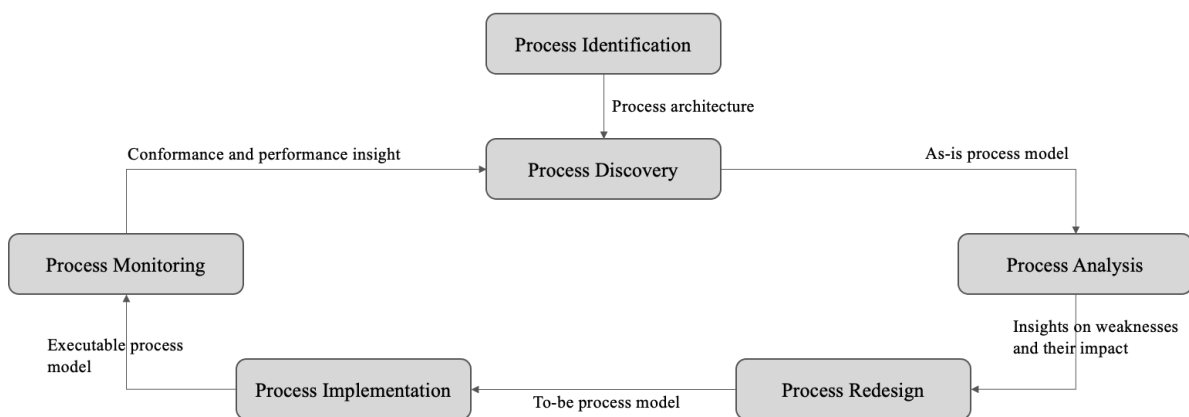 Process Identification
Process architecture
Conformance and performance insight
As-is process model
Process Discovery
Process Monitoring
Process Analysis
Insights on weaknesses
and their impact
Executable process
model
Process Implementation
Process Redesign
To-be process model